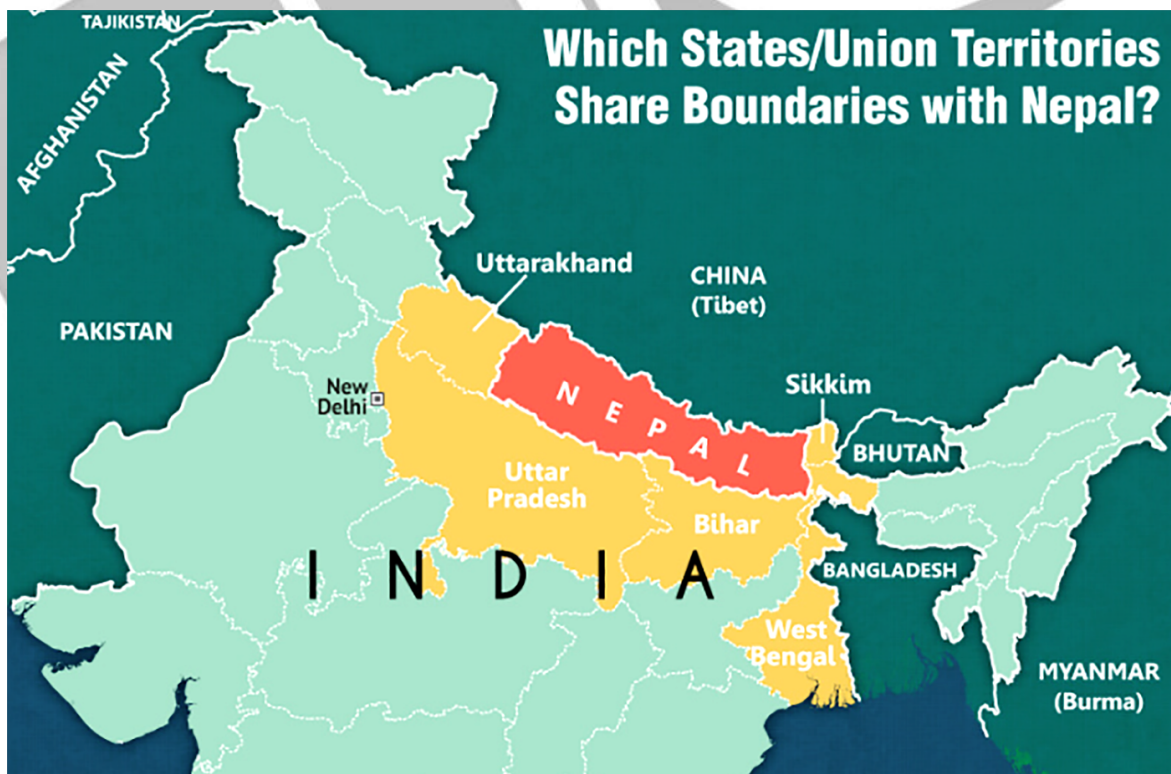 TAJIKISTAN
Which States/Union Territories
Share Boundaries with Nepal?
AFGHANISTAN
Uttarakhand
CHINA
(Tibet)
PAKISTAN
New
Delhi
NEPAL
Sikkim
BHUTAN
Uttar
Pradesh
Bihar
INDIA
BANGLADESH
West
Bengal
MYANMAR
(Burma)